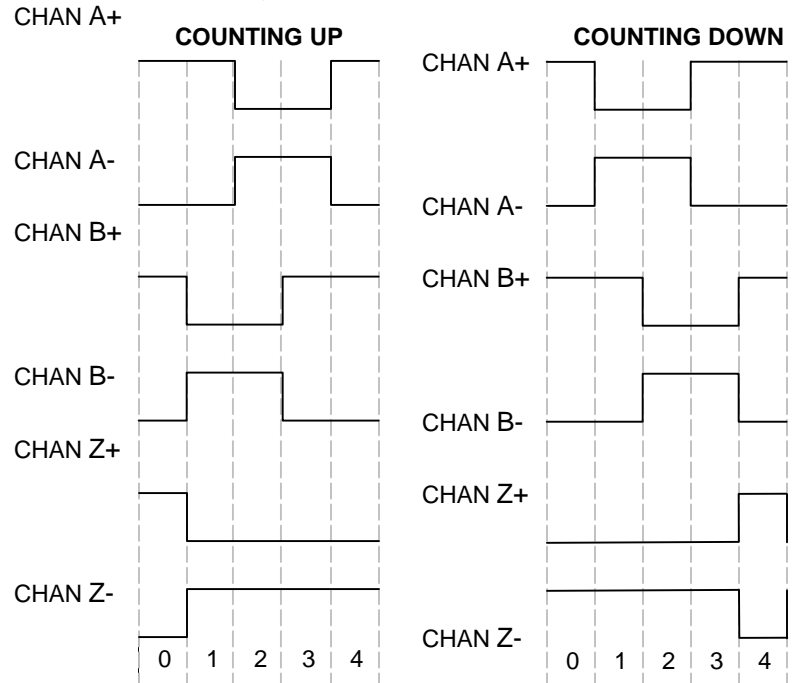 CHAN A+
COUNTING UP
CHAN A-
CHAN B+
CHAN B-
CHAN Z+
CHAN Z-
0 1 2 3 4
COUNTING DOWN
CHAN A+
CHAN A-
CHAN B+
CHAN B-
CHAN Z+
CHAN Z-
0 1 2 3 4